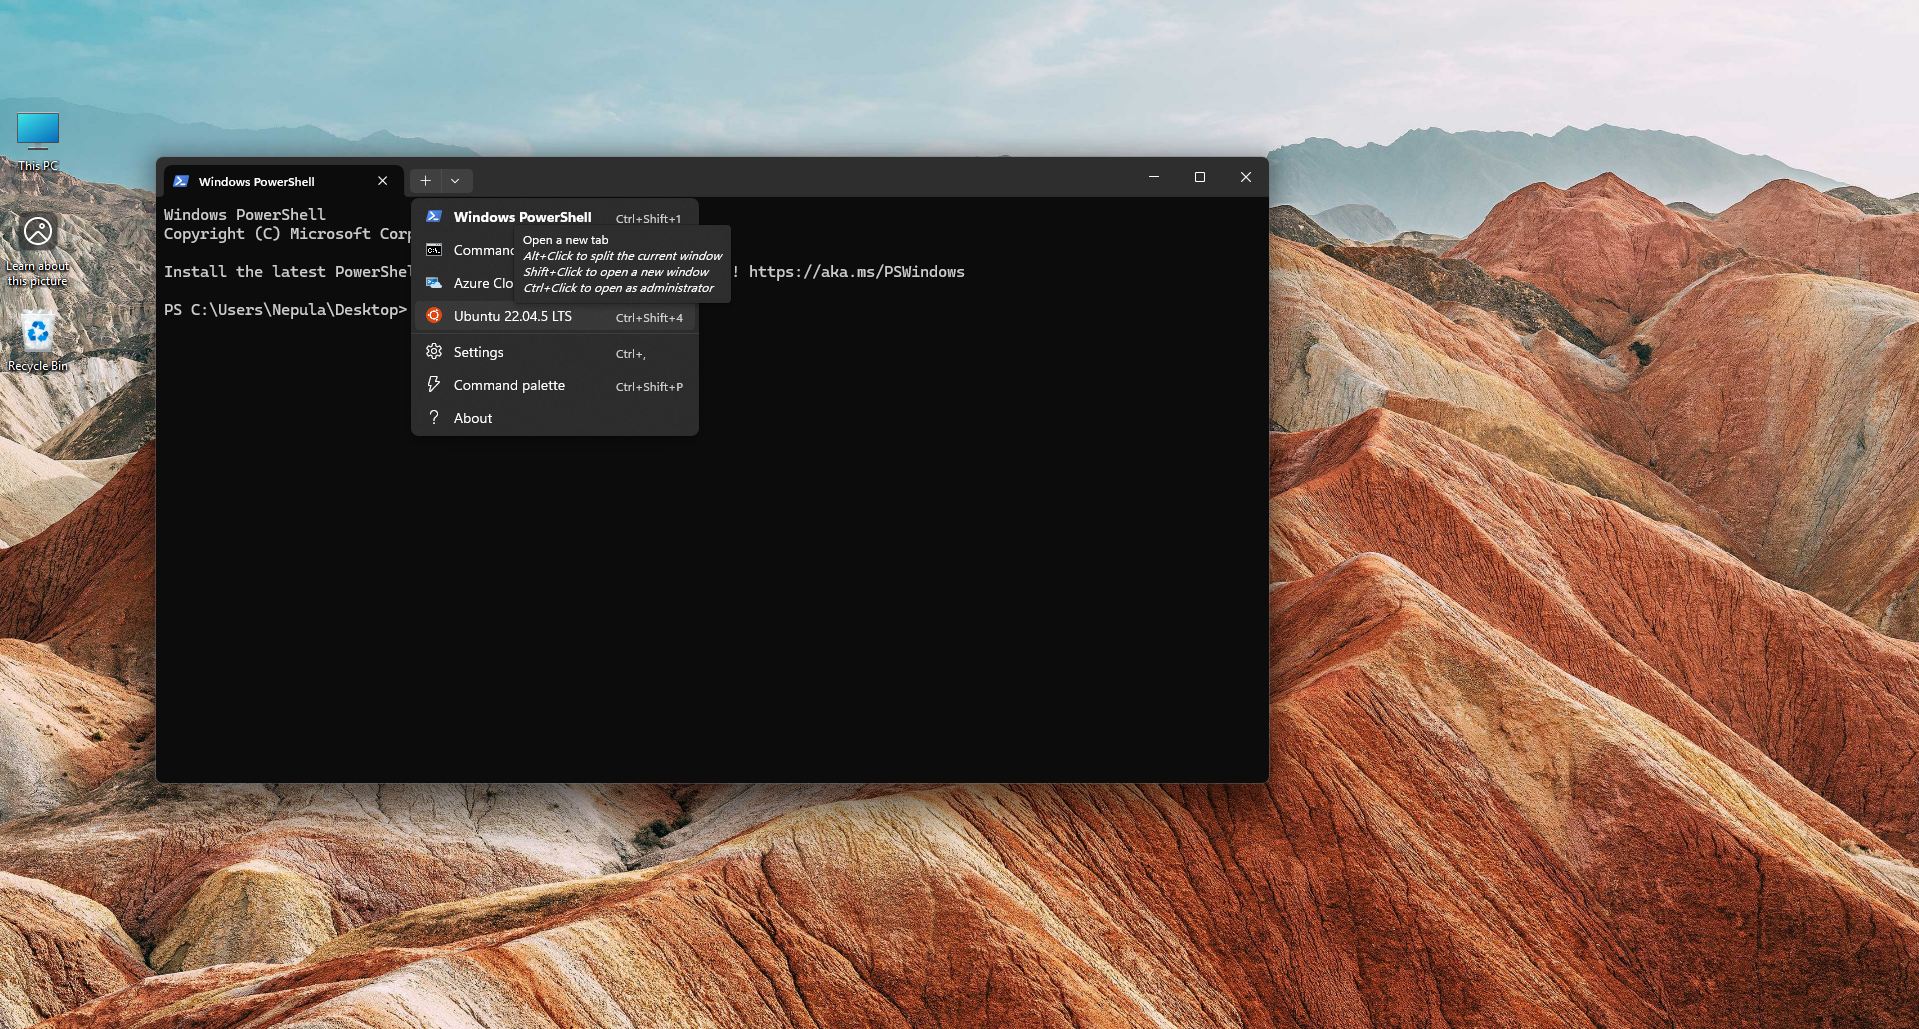 This PC
Learn about
this picture
Recycle Bin
Windows PowerShell
Windows PowerShell
Copyright (C) Microsoft Corp
Install the latest PowerShel
! https://aka.ms/PSWindows
PS C:\Users\Nepula\Desktop>
Windows PowerShell Ctrl+Shift+1
Comman
Azure Clo
Open a new tab
Alt+Click to split the current window
Shift+Click to open a new window
Ctrl+Click to open as administrator
Ubuntu 22.04.5 LTS Ctrl+Shift+4
Settings Ctrl+,
Command palette Ctrl+Shift+P
About